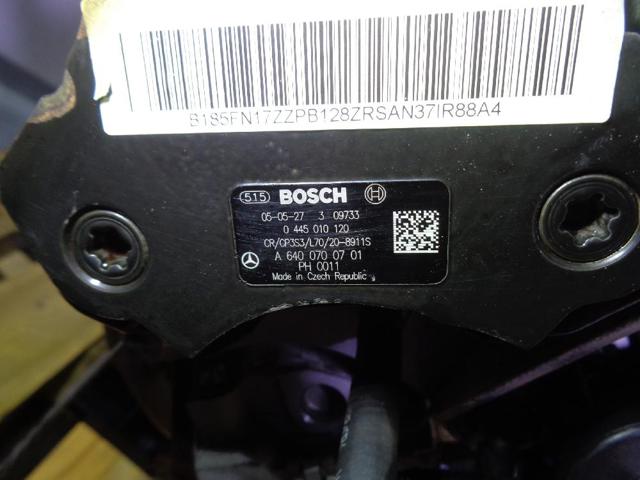 B185FN17ZZPB128ZRSAN37IR88A4
515 BOSCH
05-05-27 3 09733
0 445 010 120
CR/CP3S3/L70/20-8911S
A 640 070 07 01
PH 0011
Made in Czech Republic